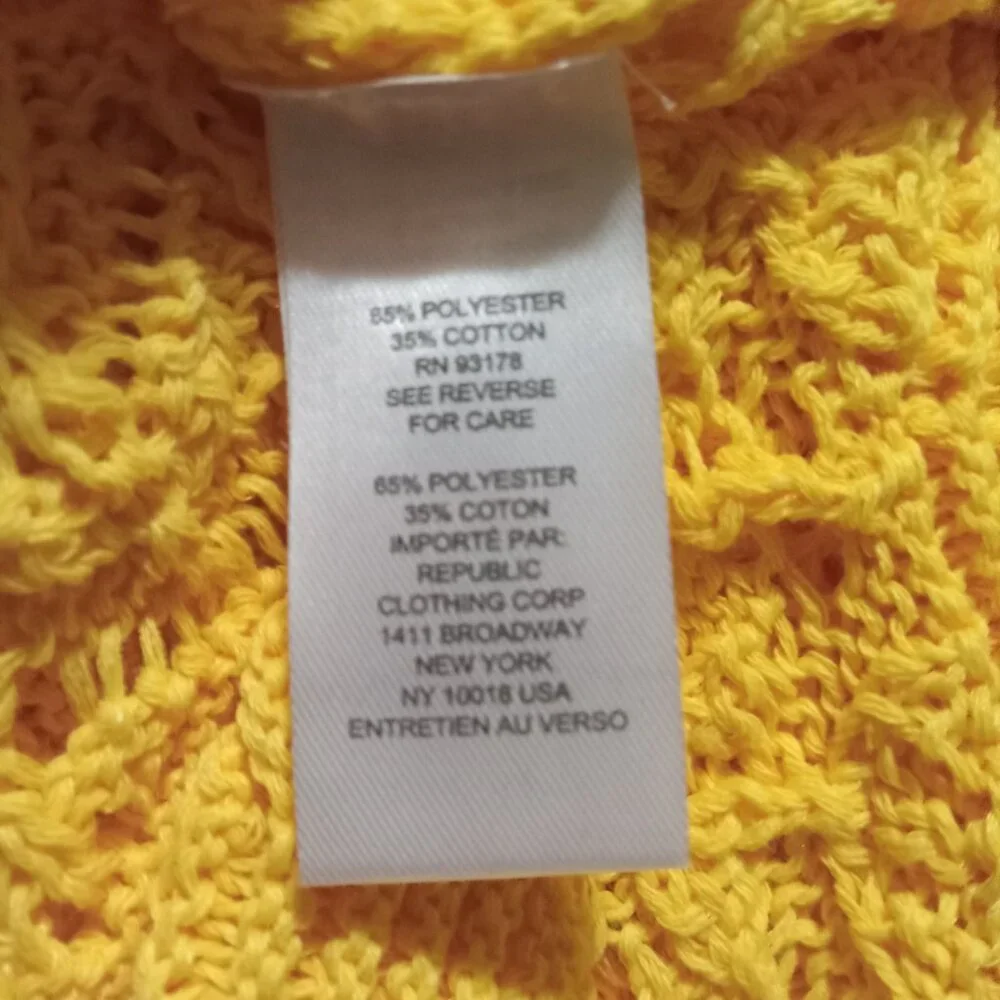 65% POLYESTER
35% COTTON
RN 93178
SEE REVERSE
FOR CARE
65% POLYESTER
35% COTON
IMPORTÉ PAR:
REPUBLIC
CLOTHING CORP
1411 BROADWAY
NEW YORK
NY 10018 USA
ENTRETIEN AU VERSO